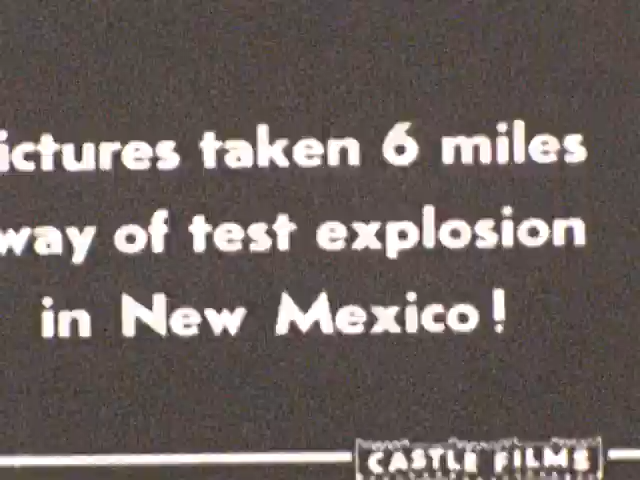 ictures taken 6 miles
way of test explosion
in New Mexico!
CASTLE FILMS